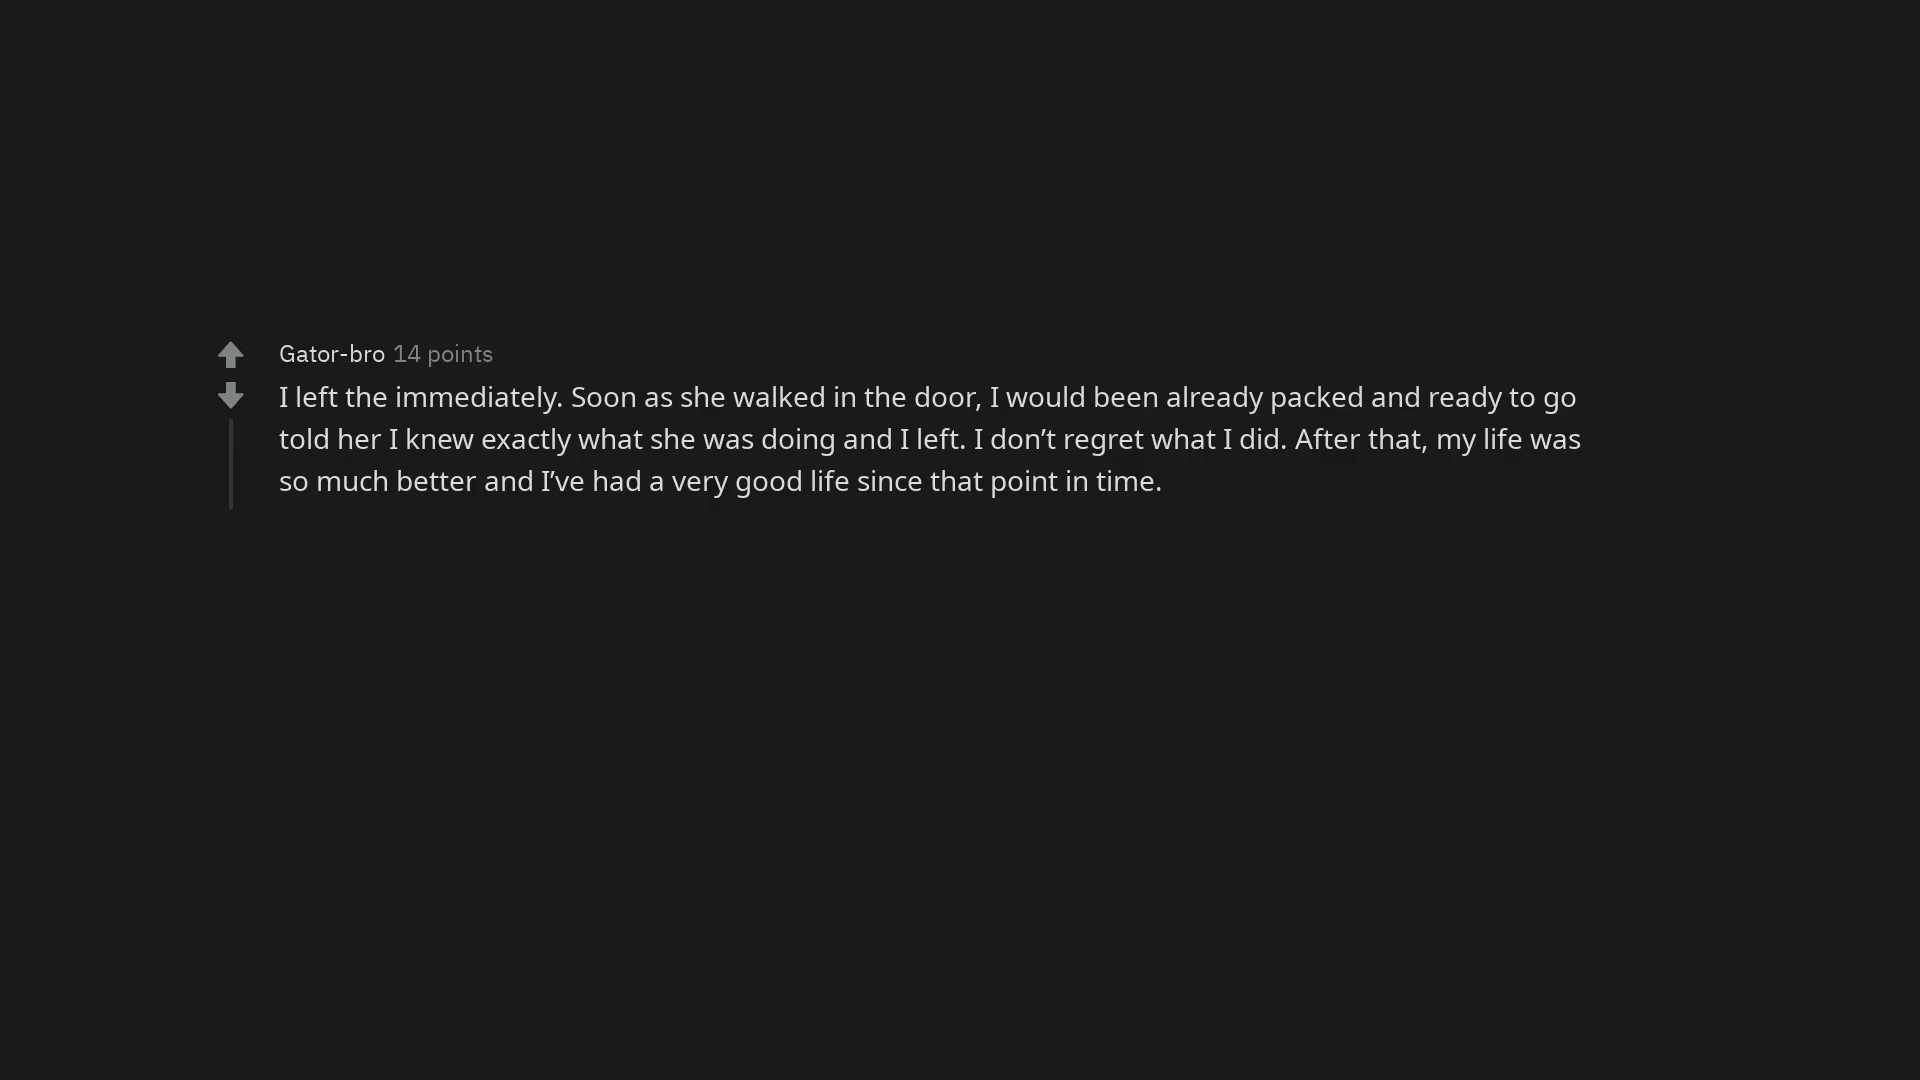 Gator-bro 14 points
I left the immediately. Soon as she walked in the door, I would been already packed and ready to go
told her I knew exactly what she was doing and I left. I don’t regret what I did. After that, my life was
so much better and I’ve had a very good life since that point in time.